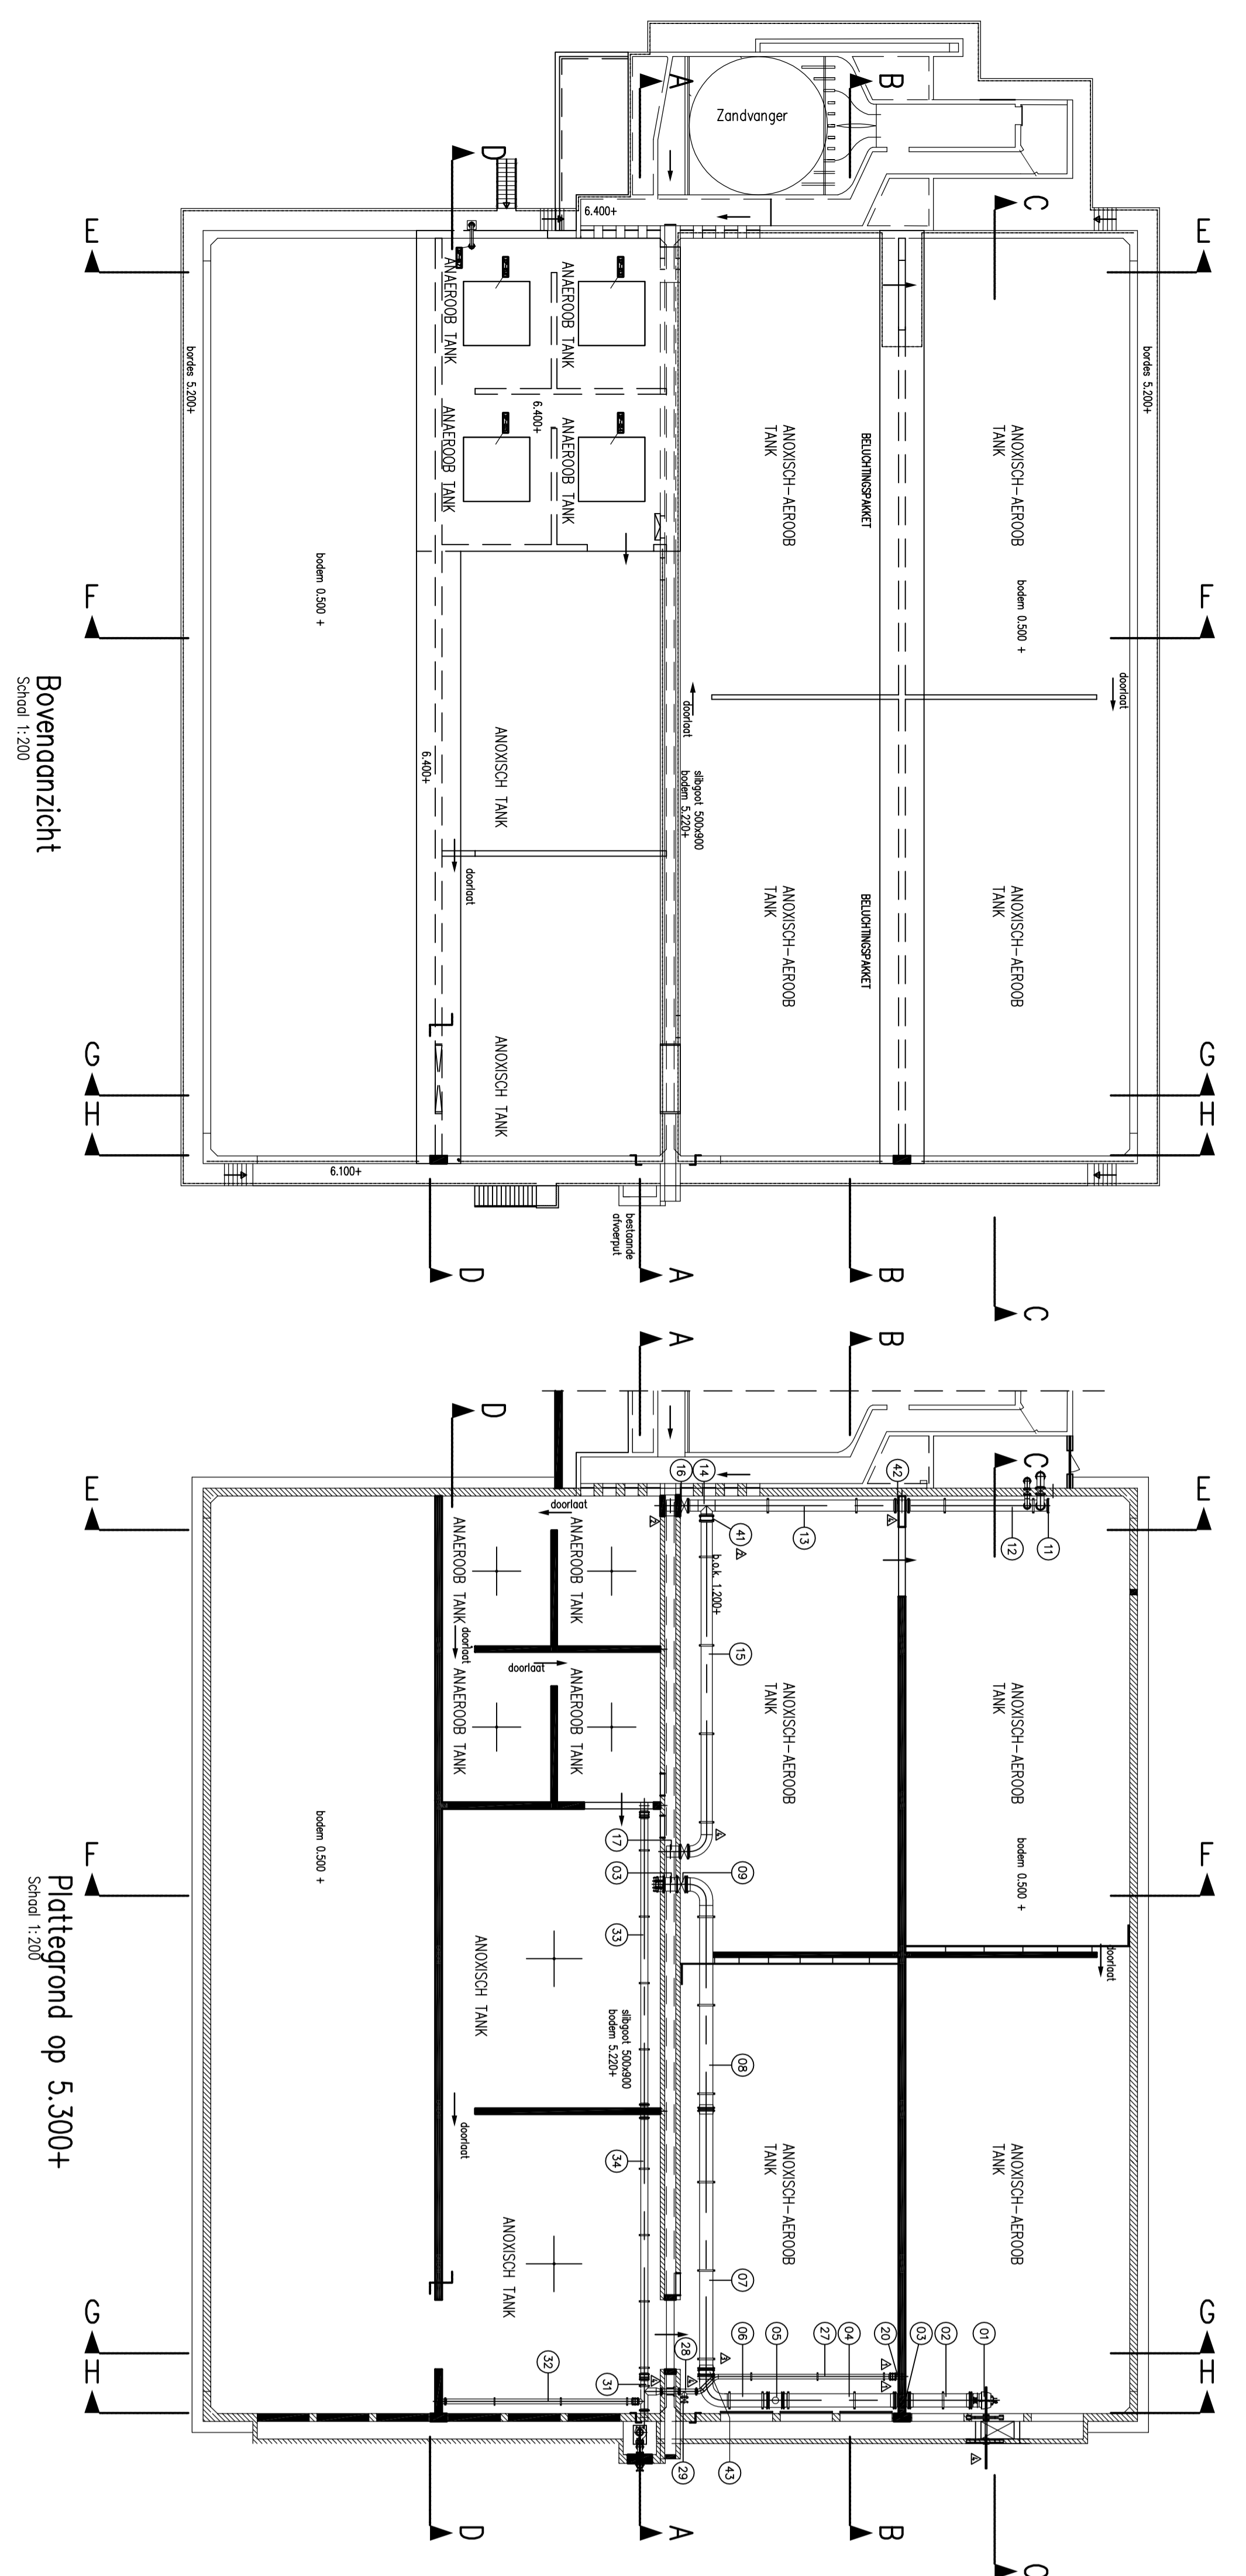 A
B
Zandvanger
D
C
E
E
6.400+
ANAEROOB TANK
ANAEROOB TANK
bordes 5.200+
bordes 5.200+
ANAEROOB TANK
6.400+
ANAEROOB TANK
ANOXISCH-AEROOB
TANK
BELUCHTINGSPAKKET
ANOXISCH-AEROOB
TANK
bodem 0.500 +
bodem 0.500 +
F
F
doorlaat
doorlaat
Bovenaanzicht
Schaal 1:200
6.400+
ANOXISCH TANK
slibgoot 500x900
bodem 5.220+
doorlaat
ANOXISCH-AEROOB
TANK
BELUCHTINGSPAKKET
ANOXISCH-AEROOB
TANK
ANOXISCH TANK
G
H
G
H
6.100+
bestaande
afvoerput
D
A
B
C
A
B
D
C
E
E
16
14
42
41
13
12
11
doorlaat
b.o.k. 1.200+
ANAEROOB TANK
ANAEROOB TANK
doorlaat
doorlaat
15
ANAEROOB TANK
ANAEROOB TANK
ANOXISCH-AEROOB
TANK
ANOXISCH-AEROOB
TANK
bodem 0.500 +
bodem 0.500 +
17
03
09
F
F
Plattegrond op 5.300+
Schaal 1:200
33
ANOXISCH TANK
doorlaat
slibgoot 500x900
bodem 5.220+
08
doorlaat
34
ANOXISCH-AEROOB
TANK
ANOXISCH-AEROOB
TANK
ANOXISCH TANK
07
G
H
G
H
32
31
28
06
05
27
04
20
03
02
01
29
43
D
A
B
C